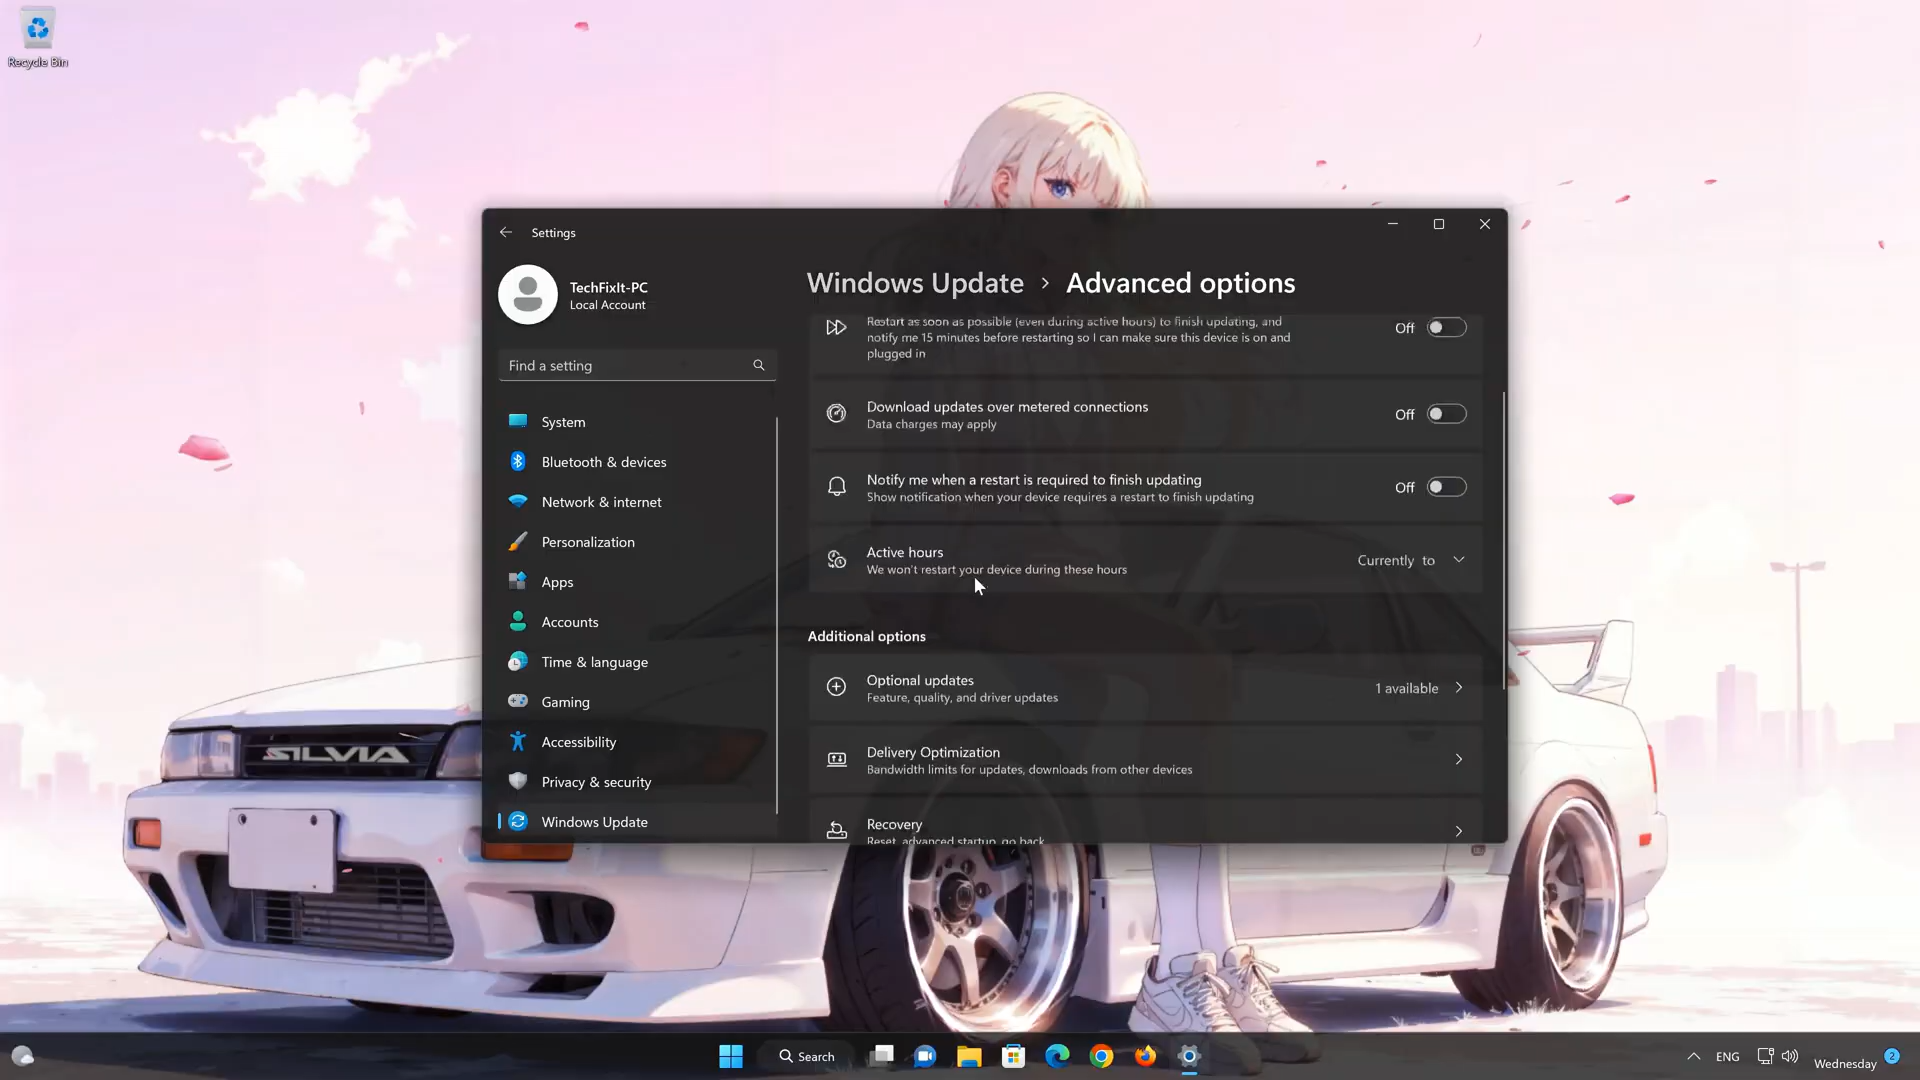 Recycle Bin
Settings
TechFixIt-PC
Local Account
Find a setting
System
Bluetooth & devices
Network & internet
Personalization
Apps
Accounts
Time & language
Gaming
Accessibility
Privacy & security
Windows Update
Windows Update > Advanced options
Restart as soon as possible (even during active hours) to finish updating, and
notify me 15 minutes before restarting so I can make sure this device is on and
plugged in
Off
Download updates over metered connections
Data charges may apply
Off
Notify me when a restart is required to finish updating
Show notification when your device requires a restart to finish updating
Off
Active hours
We won't restart your device during these hours
Currently to
Additional options
Optional updates
Feature, quality, and driver updates
1 available
Delivery Optimization
Bandwidth limits for updates, downloads from other devices
Recovery
Reset, advanced startup, go back
SILVIA
Search
ENG
Wednesday
2